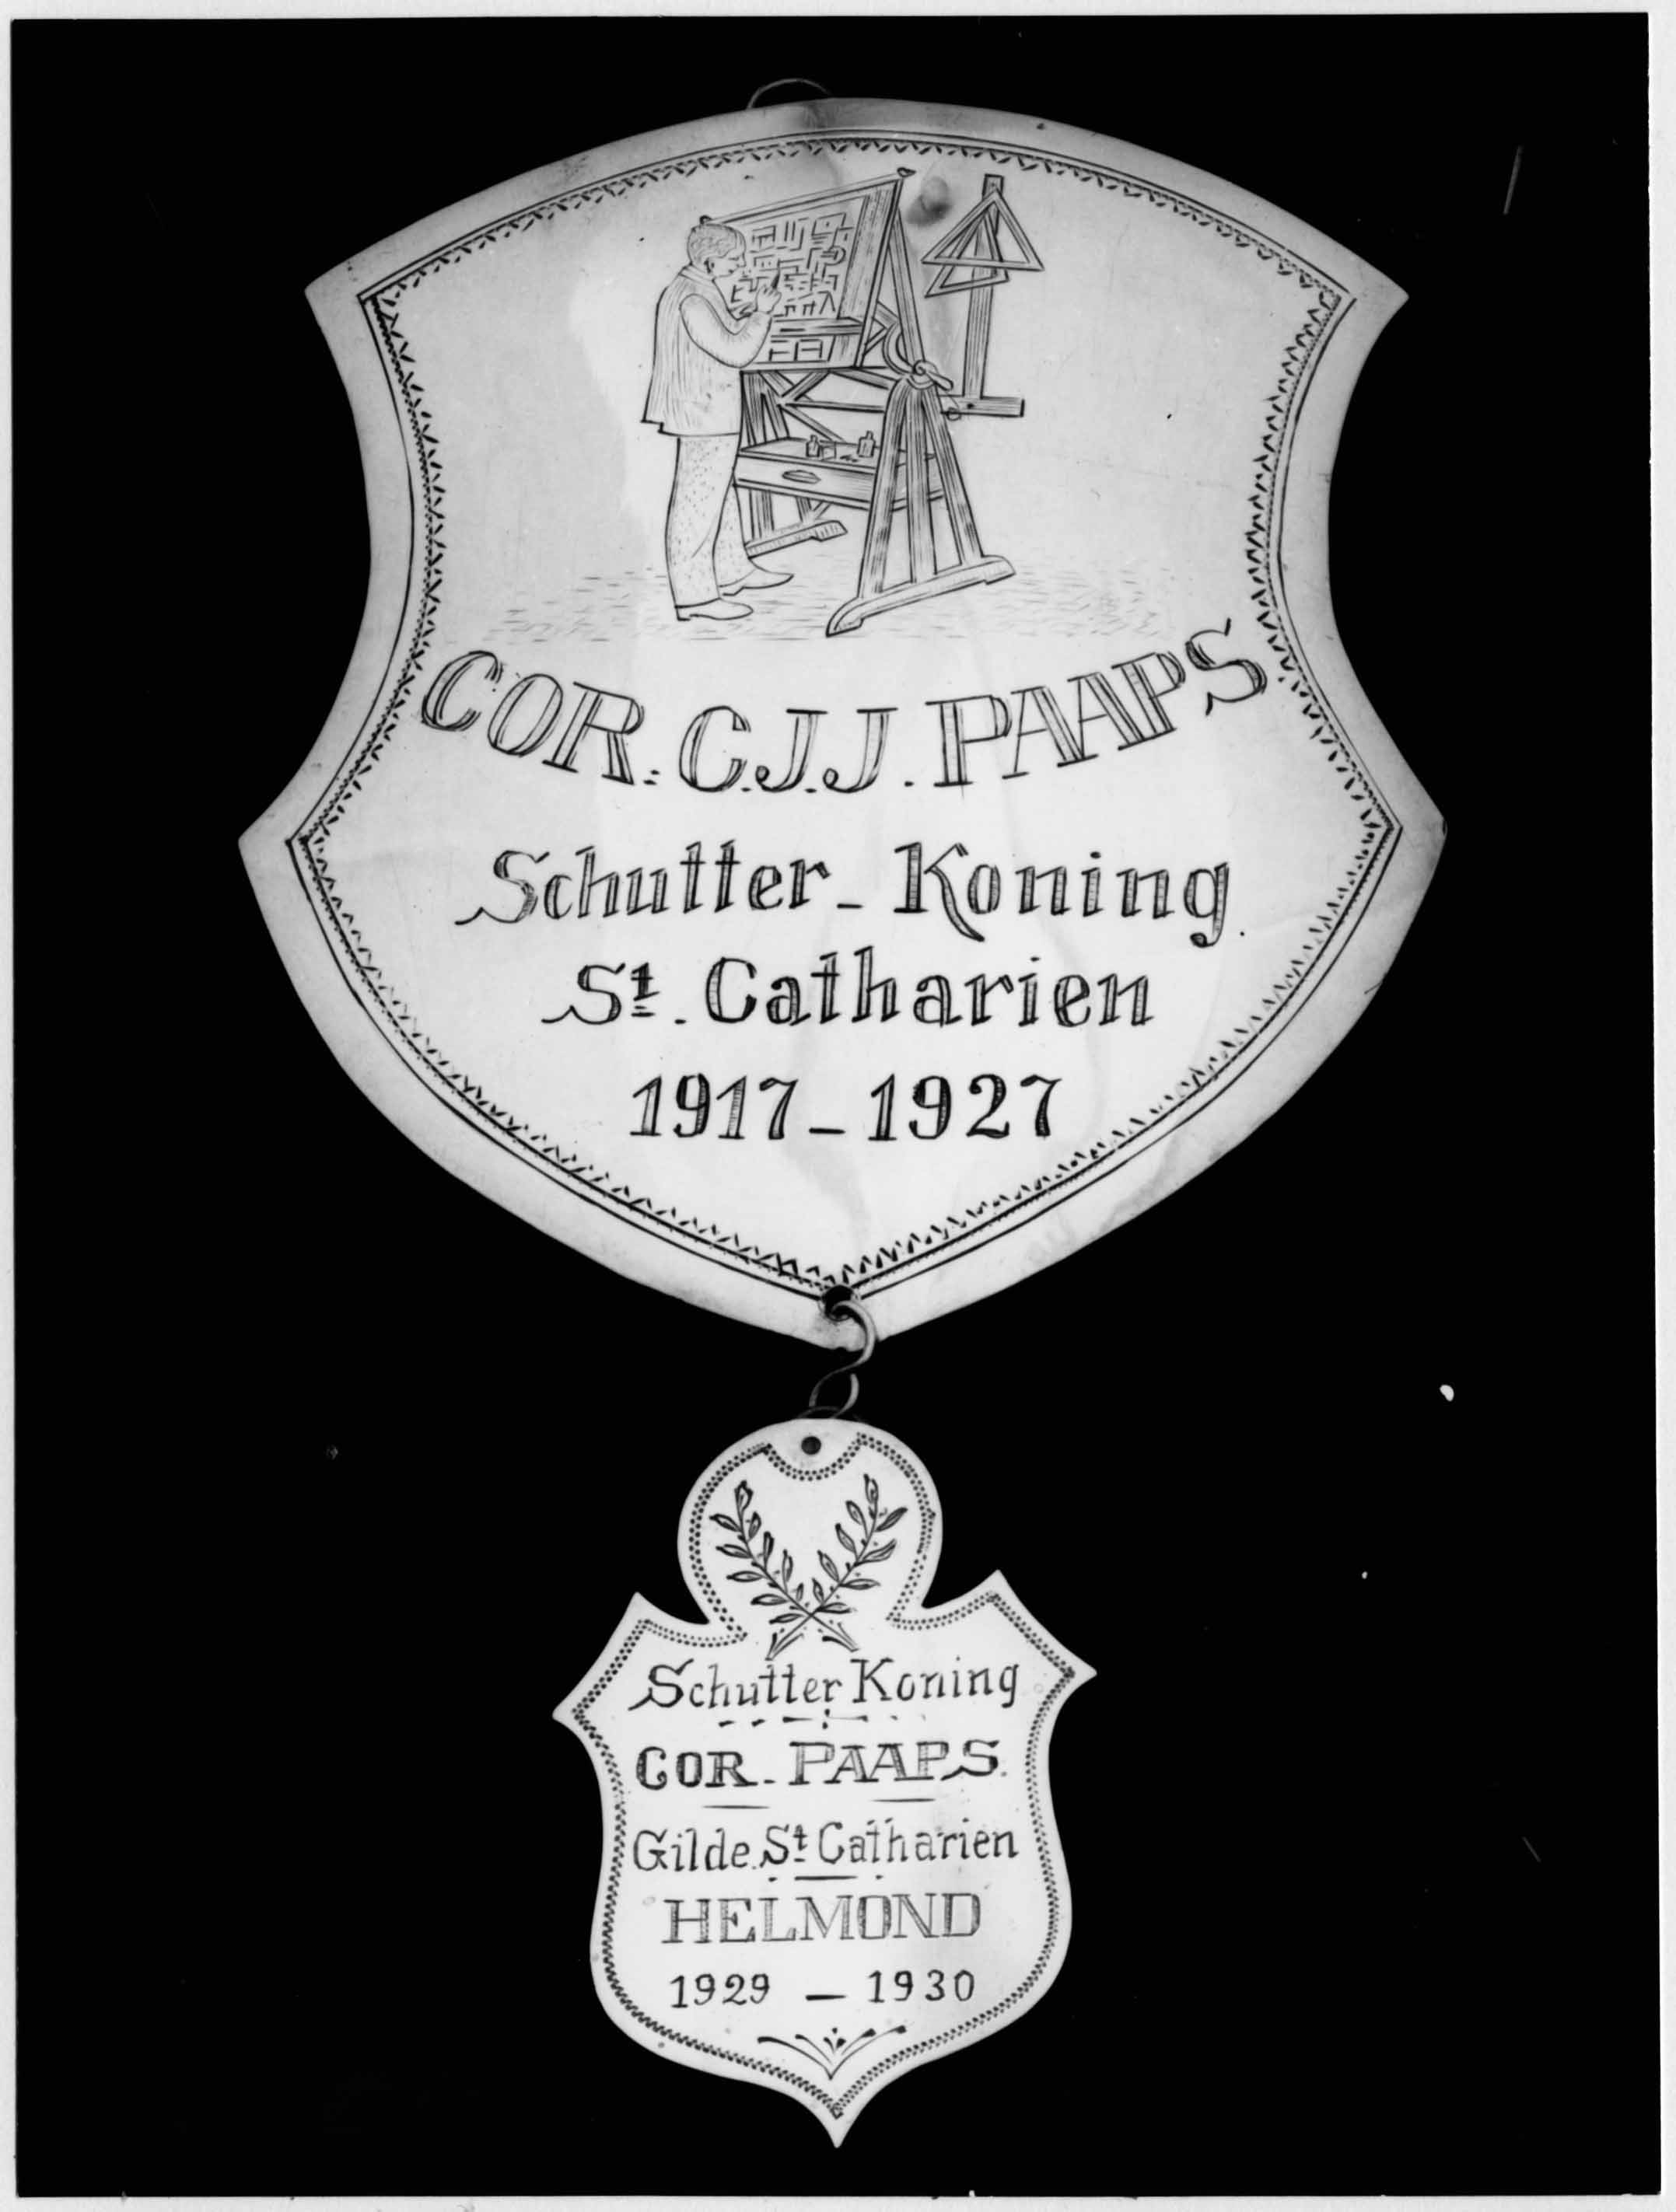 COR. C.J.J. PAAPS
Schutter - Koning.
St. Catharien
1917 - 1927
Schutter Koning
COR. PAAPS.
Gilde St Catharien
HELMOND
1929 - 1930